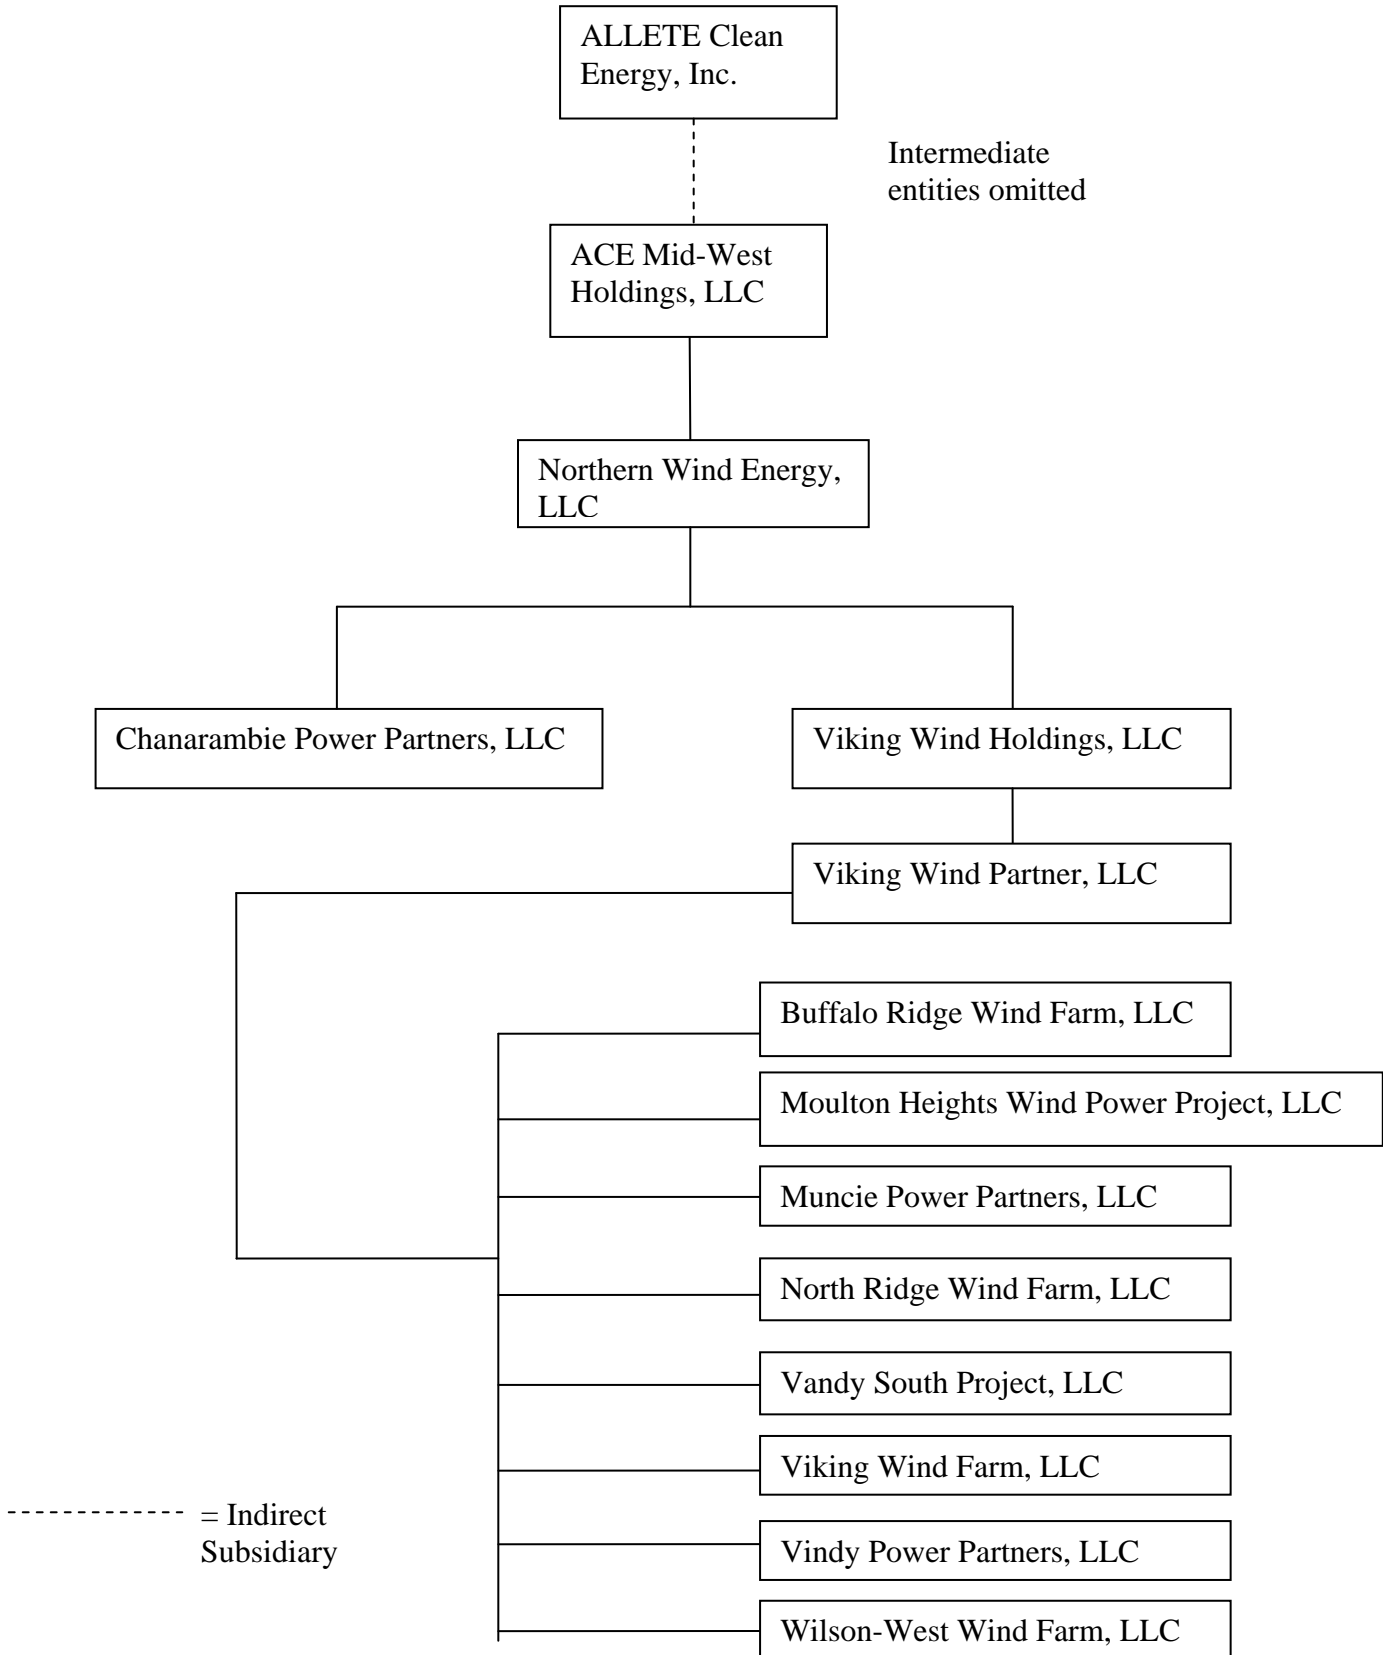 ALLETE Clean
Energy, Inc.
Intermediate
entities omitted
ACE Mid-West
Holdings, LLC
Northern Wind Energy,
LLC
Chanarambie Power Partners, LLC
Viking Wind Holdings, LLC
Viking Wind Partner, LLC
Buffalo Ridge Wind Farm, LLC
Moulton Heights Wind Power Project, LLC
Muncie Power Partners, LLC
North Ridge Wind Farm, LLC
Vandy South Project, LLC
Viking Wind Farm, LLC
= Indirect
Subsidiary
Vindy Power Partners, LLC
Wilson-West Wind Farm, LLC